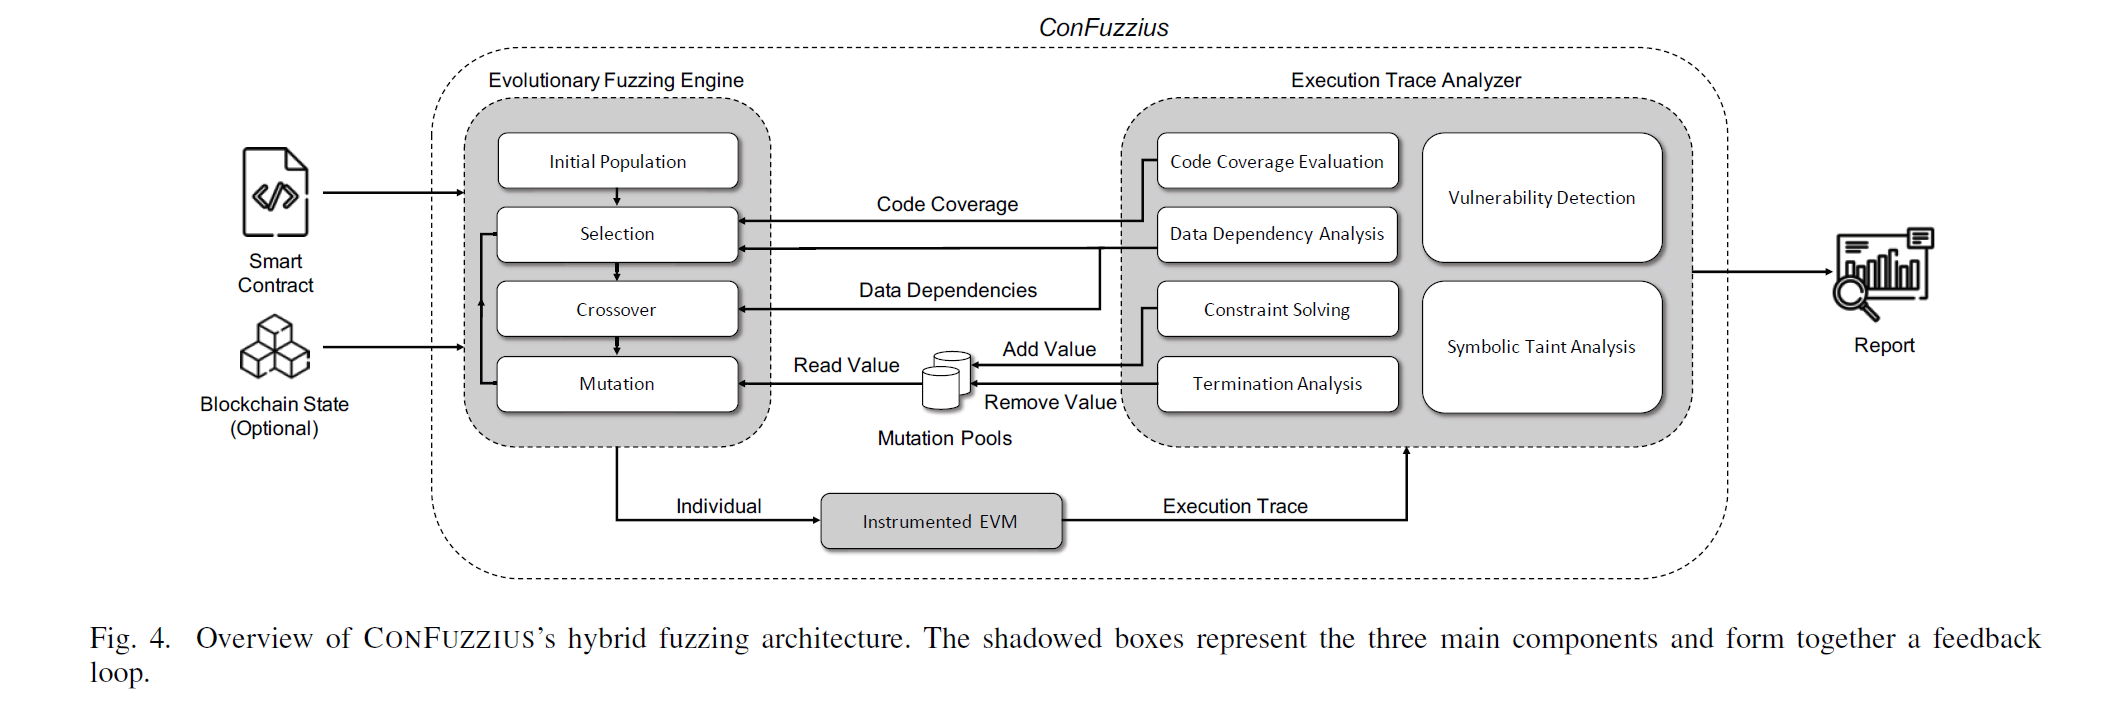 ConFuzzius
Evolutionary Fuzzing Engine
Execution Trace Analyzer
Initial Population
Selection
Crossover
Mutation
Code Coverage Evaluation
Data Dependency Analysis
Constraint Solving
Termination Analysis
Vulnerability Detection
Symbolic Taint Analysis
Smart
Contract
Blockchain State
(Optional)
Code Coverage
Data Dependencies
Read Value
Add Value
Remove Value
Mutation Pools
Individual
Instrumented EVM
Execution Trace
Report
Fig. 4. Overview of CONFUZZIUS's hybrid fuzzing architecture. The shadowed boxes represent the three main components and form together a feedback
loop.